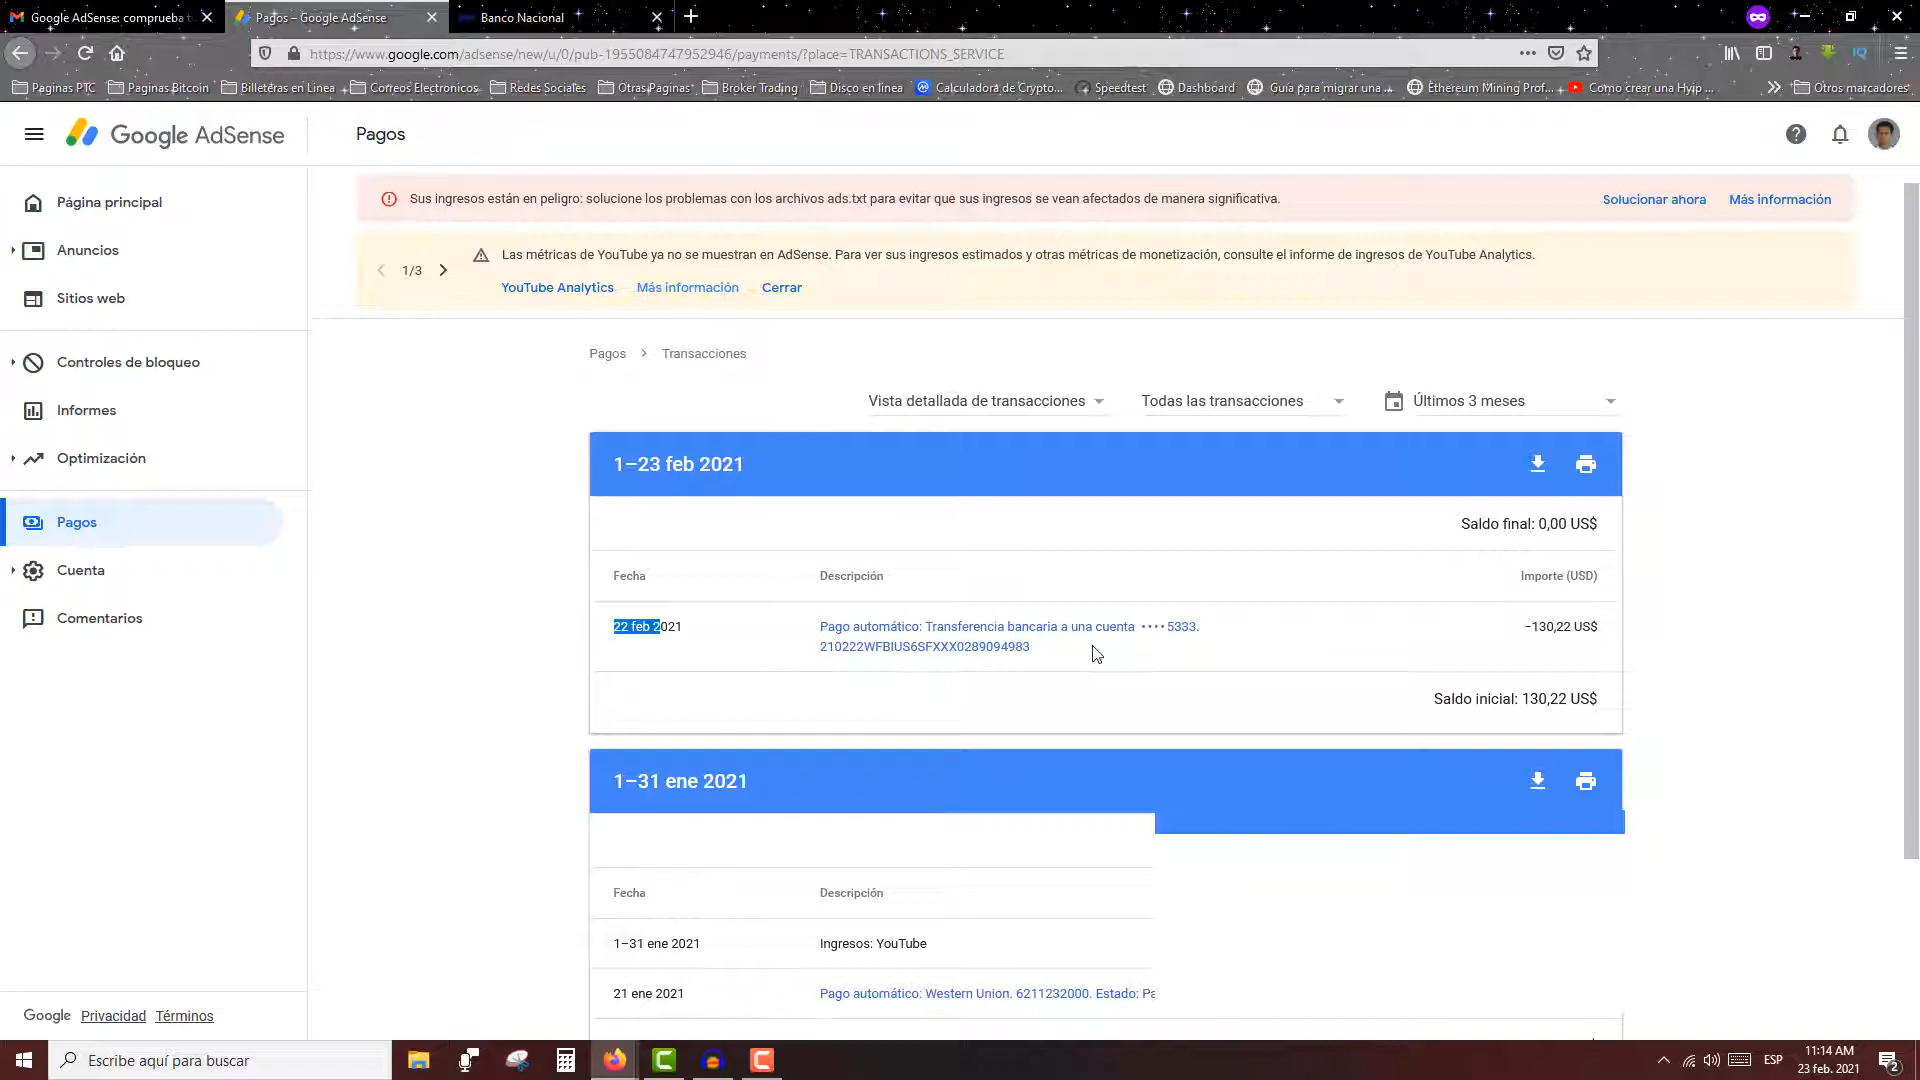 Google AdSense: comprueba t
Pagos – Google AdSense
Banco Nacional
https://www.google.com/adsense/new/u/0/pub-1955084747952946/payments/?place=TRANSACTIONS_SERVICE
Paginas PTC
Paginas Bitcoin
Billeteras en Linea
Correos Electronicos
Redes Sociales
Otras Paginas
Broker Trading
Disco en linea
Calculadora de Crypto...
Speedtest
Dashboard
Guía para migrar una ...
Ethereum Mining Prof...
Como crear una Hyip ...
Otros marcadores
Google AdSense
Pagos
Página principal
Anuncios
Sitios web
Controles de bloqueo
Informes
Optimización
Pagos
Cuenta
Comentarios
Google Privacidad Términos
Sus ingresos están en peligro: solucione los problemas con los archivos ads.txt para evitar que sus ingresos se vean afectados de manera significativa.
Solucionar ahora
Más información
1/3
Las métricas de YouTube ya no se muestran en AdSense. Para ver sus ingresos estimados y otras métricas de monetización, consulte el informe de ingresos de YouTube Analytics.
YouTube Analytics Más información Cerrar
Pagos > Transacciones
Vista detallada de transacciones
Todas las transacciones
Últimos 3 meses
1–23 feb 2021
Saldo final: 0,00 US$
Fecha Descripción Importe (USD)
22 feb 2021 Pago automático: Transferencia bancaria a una cuenta •••• 5333. −130,22 US$
210222WFBIUS6SFXXX0289094983
Saldo inicial: 130,22 US$
1–31 ene 2021
Fecha Descripción
1–31 ene 2021 Ingresos: YouTube
21 ene 2021 Pago automático: Western Union. 6211232000. Estado: Pa
Escribe aquí para buscar
ESP
11:14 AM
23 feb. 2021
2